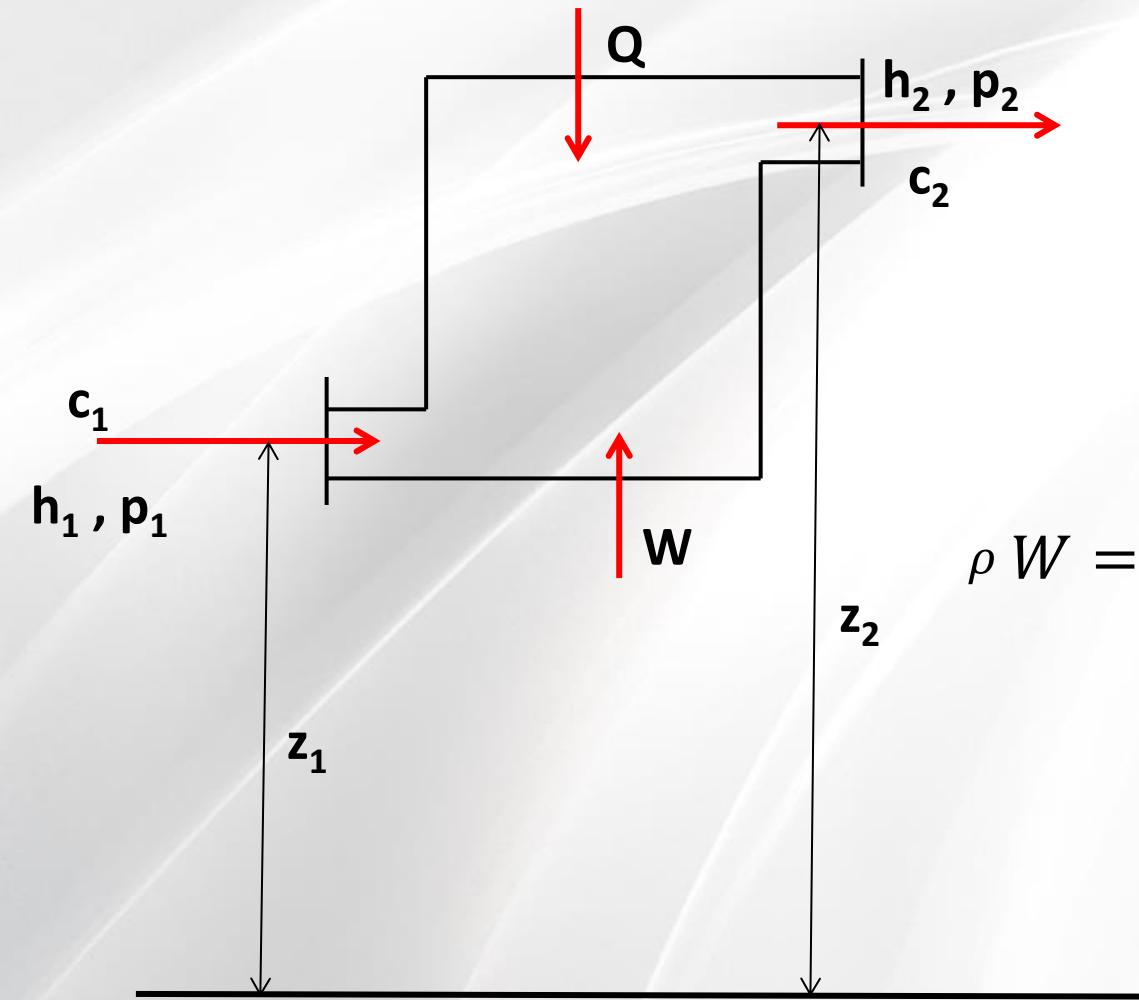 Q
h₂ , p₂
c₂
c₁
h₁ , p₁
W
ρ W =
z₂
z₁